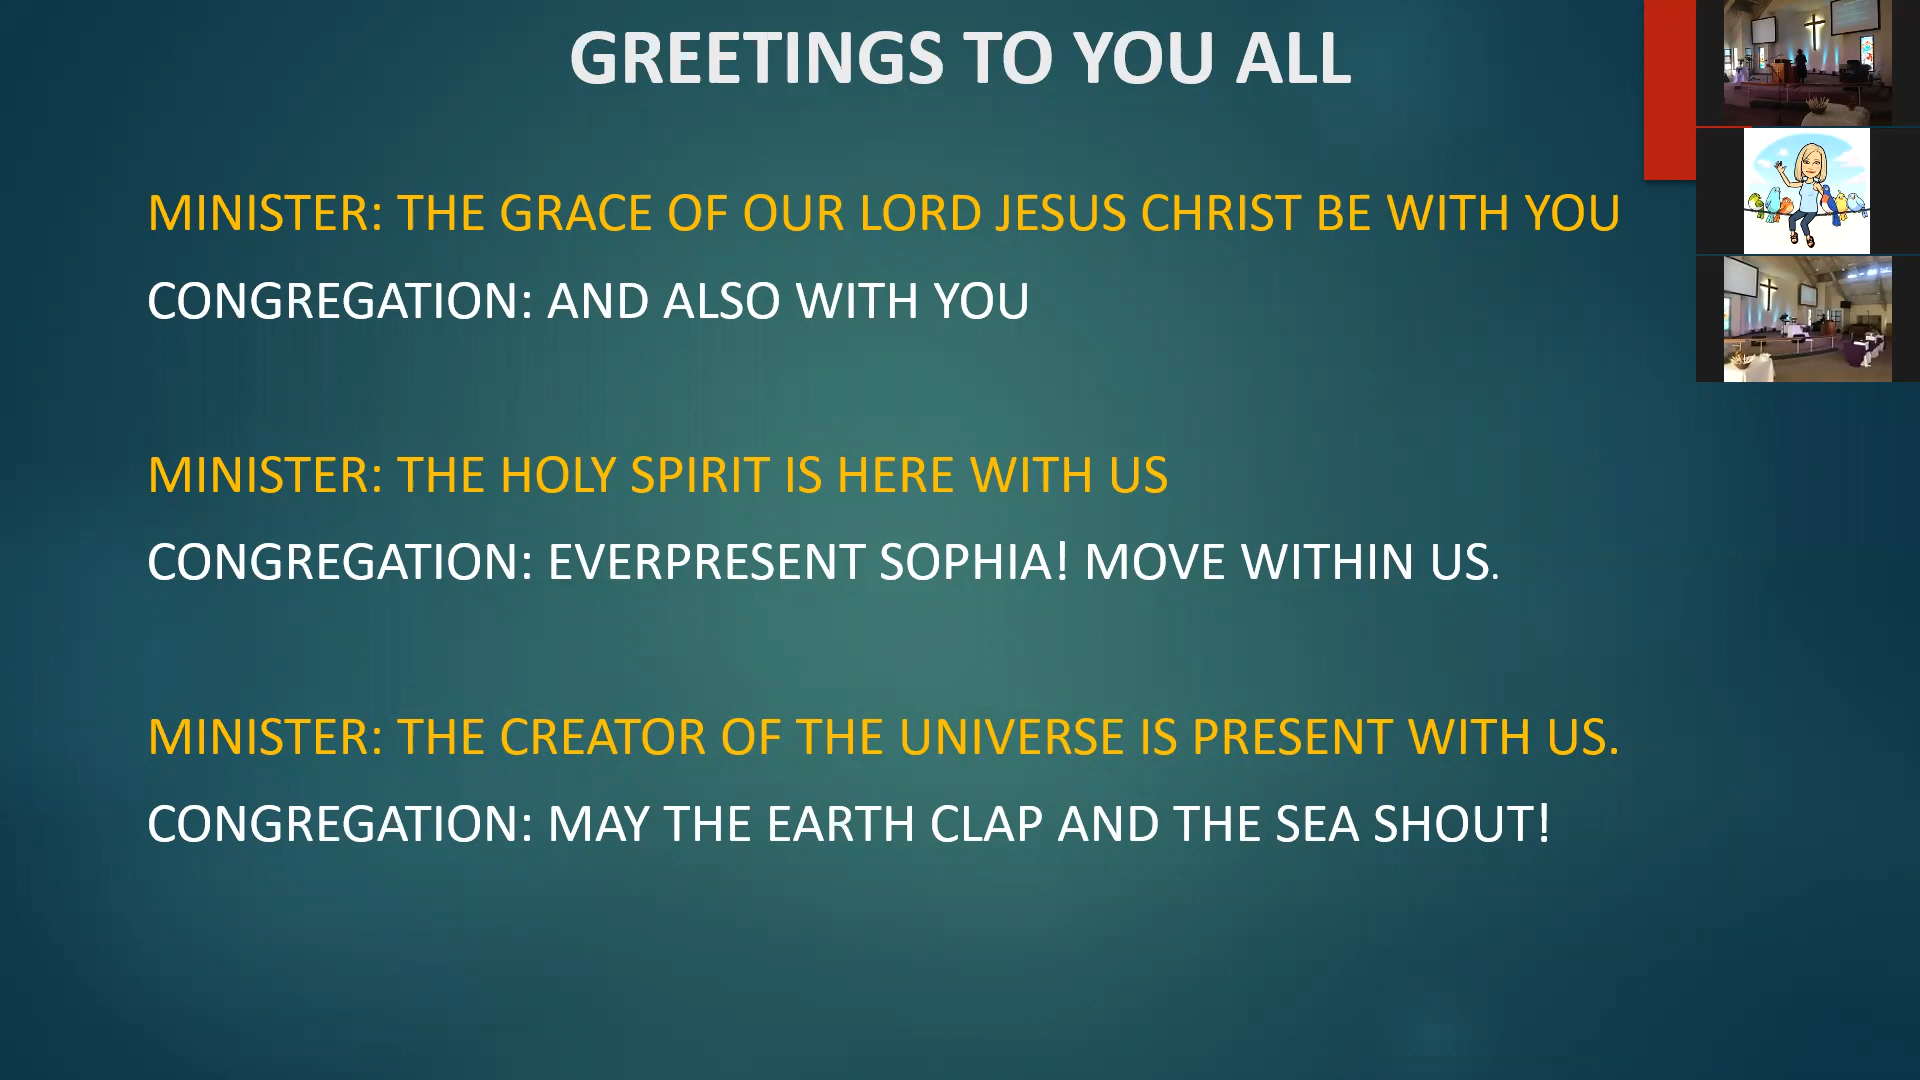 GREETINGS TO YOU ALL
MINISTER: THE GRACE OF OUR LORD JESUS CHRIST BE WITH YOU
CONGREGATION: AND ALSO WITH YOU
MINISTER: THE HOLY SPIRIT IS HERE WITH US
CONGREGATION: EVERPRESENT SOPHIA! MOVE WITHIN US.
MINISTER: THE CREATOR OF THE UNIVERSE IS PRESENT WITH US.
CONGREGATION: MAY THE EARTH CLAP AND THE SEA SHOUT!